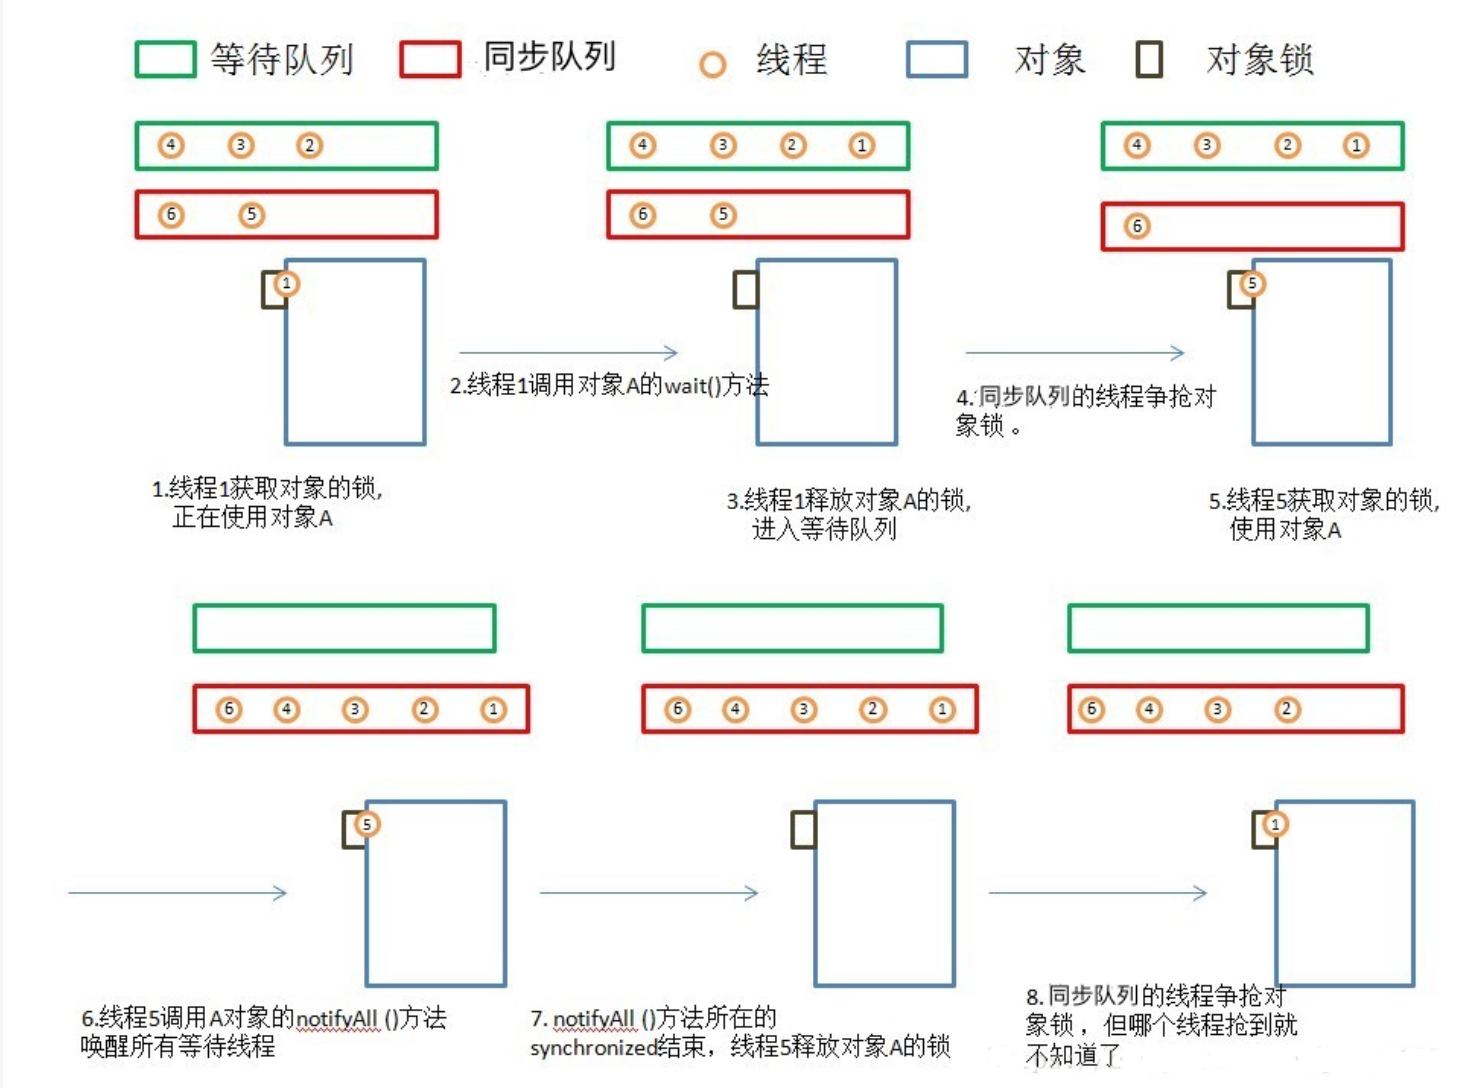 等待队列 同步队列 线程 对象 对象锁
4 3 2
6 5
1
4 3 2 1
6 5
4 3 2 1
6
5
2.线程1调用对象A的wait()方法
4.同步队列的线程争抢对
象锁。
1.线程1获取对象的锁,
正在使用对象A
3.线程1释放对象A的锁,
进入等待队列
5.线程5获取对象的锁,
使用对象A
6 4 3 2 1
5
6 4 3 2 1
6 4 3 2
1
6.线程5调用A对象的notifyAll ()方法
唤醒所有等待线程
7. notifyAll ()方法所在的
synchronized结束，线程5释放对象A的锁
8.同步队列的线程争抢对
象锁，但哪个线程抢到就
不知道了